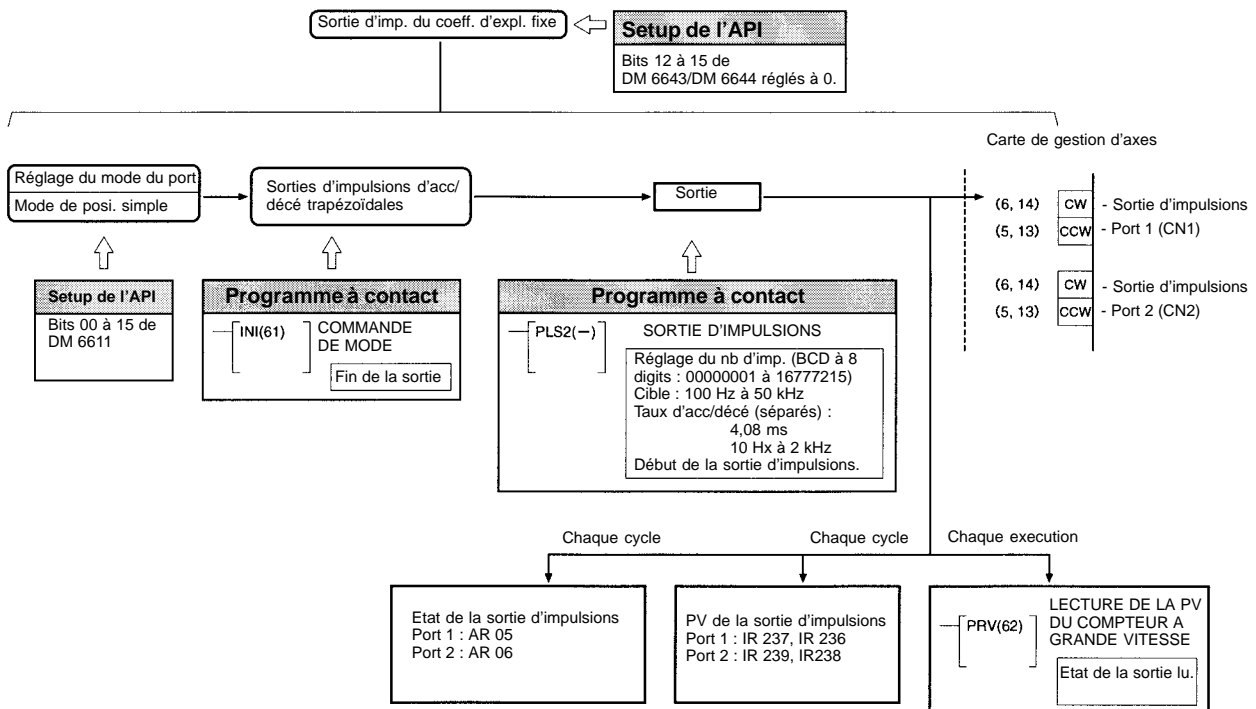 Sortie d'imp. du coeff. d'expl. fixe
Setup de l'API
Bits 12 à 15 de
DM 6643/DM 6644 réglés à 0.
Carte de gestion d'axes
Réglage du mode du port
Mode de posi. simple
Sorties d'impulsions d'acc/
décé trapézoïdales
Sortie
(6, 14) CW - Sortie d'impulsions
(5, 13) CCW - Port 1 (CN1)
(6, 14) CW - Sortie d'impulsions
(5, 13) CCW - Port 2 (CN2)
Setup de l'API
Bits 00 à 15 de
DM 6611
Programme à contact
INI(61) COMMANDE
DE MODE
Fin de la sortie
Programme à contact
PLS2(—) SORTIE D'IMPULSIONS
Réglage du nb d'imp. (BCD à 8
digits : 00000001 à 16777215)
Cible : 100 Hz à 50 kHz
Taux d'acc/décé (séparés) :
4,08 ms
10 Hx à 2 kHz
Début de la sortie d'impulsions.
Chaque cycle
Chaque cycle
Chaque execution
Etat de la sortie d'impulsions
Port 1 : AR 05
Port 2 : AR 06
PV de la sortie d'impulsions
Port 1 : IR 237, IR 236
Port 2 : IR 239, IR238
PRV(62)
LECTURE DE LA PV
DU COMPTEUR A
GRANDE VITESSE
Etat de la sortie lu.